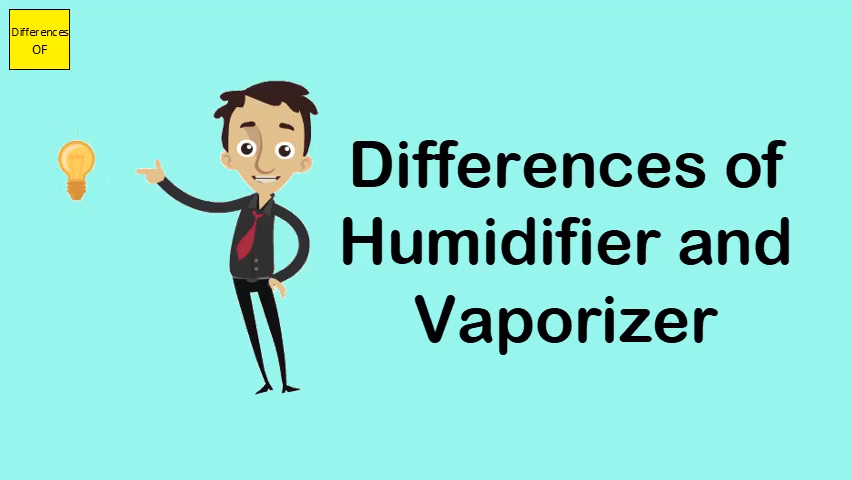 Differences
OF
Differences of
Humidifier and
Vaporizer